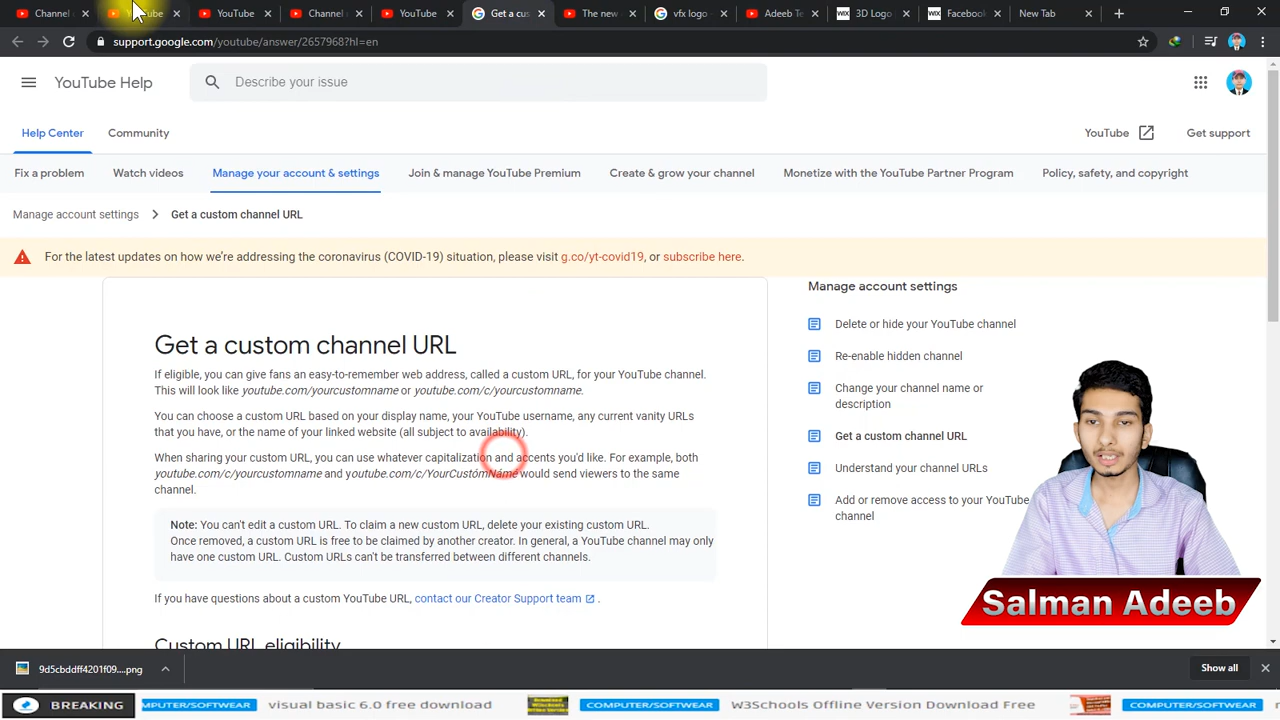 Channel
YouTube
YouTube
Channel
YouTube
Get a cus
The new
vfx logo
Adeeb Te
WIX
3D Logo
WIX
Facebook
New Tab
support.google.com/youtube/answer/2657968?hl=en
YouTube Help
Describe your issue
Help Center
Community
YouTube
Get support
Fix a problem
Watch videos
Manage your account & settings
Join & manage YouTube Premium
Create & grow your channel
Monetize with the YouTube Partner Program
Policy, safety, and copyright
Manage account settings
Get a custom channel URL
For the latest updates on how we're addressing the coronavirus (COVID-19) situation, please visit g.co/yt-covid19, or subscribe here.
Get a custom channel URL
If eligible, you can give fans an easy-to-remember web address, called a custom URL, for your YouTube channel.
This will look like youtube.com/yourcustomname or youtube.com/c/yourcustomname.
You can choose a custom URL based on your display name, your YouTube username, any current vanity URLs
that you have, or the name of your linked website (all subject to availability).
When sharing your custom URL, you can use whatever capitalization and accents you'd like. For example, both
youtube.com/c/yourcustomname and youtube.com/c/YourCustómNáme would send viewers to the same
channel.
Note: You can't edit a custom URL. To claim a new custom URL, delete your existing custom URL.
Once removed, a custom URL is free to be claimed by another creator. In general, a YouTube channel may only
have one custom URL. Custom URLs can't be transferred between different channels.
If you have questions about a custom YouTube URL, contact our Creator Support team .
Custom URL eligibility
Manage account settings
Delete or hide your YouTube channel
Re-enable hidden channel
Change your channel name or
description
Get a custom channel URL
Understand your channel URLs
Add or remove access to your YouTube
channel
Salman Adeeb
9d5cbddff4201f09....png
Show all
BREAKING
COMPUTER/SOFTWEAR
Visual basic 6.0 free download
COMPUTER/SOFTWEAR
W3Schools Offline Version Download Free
COMPUTER/SOFTWEAR